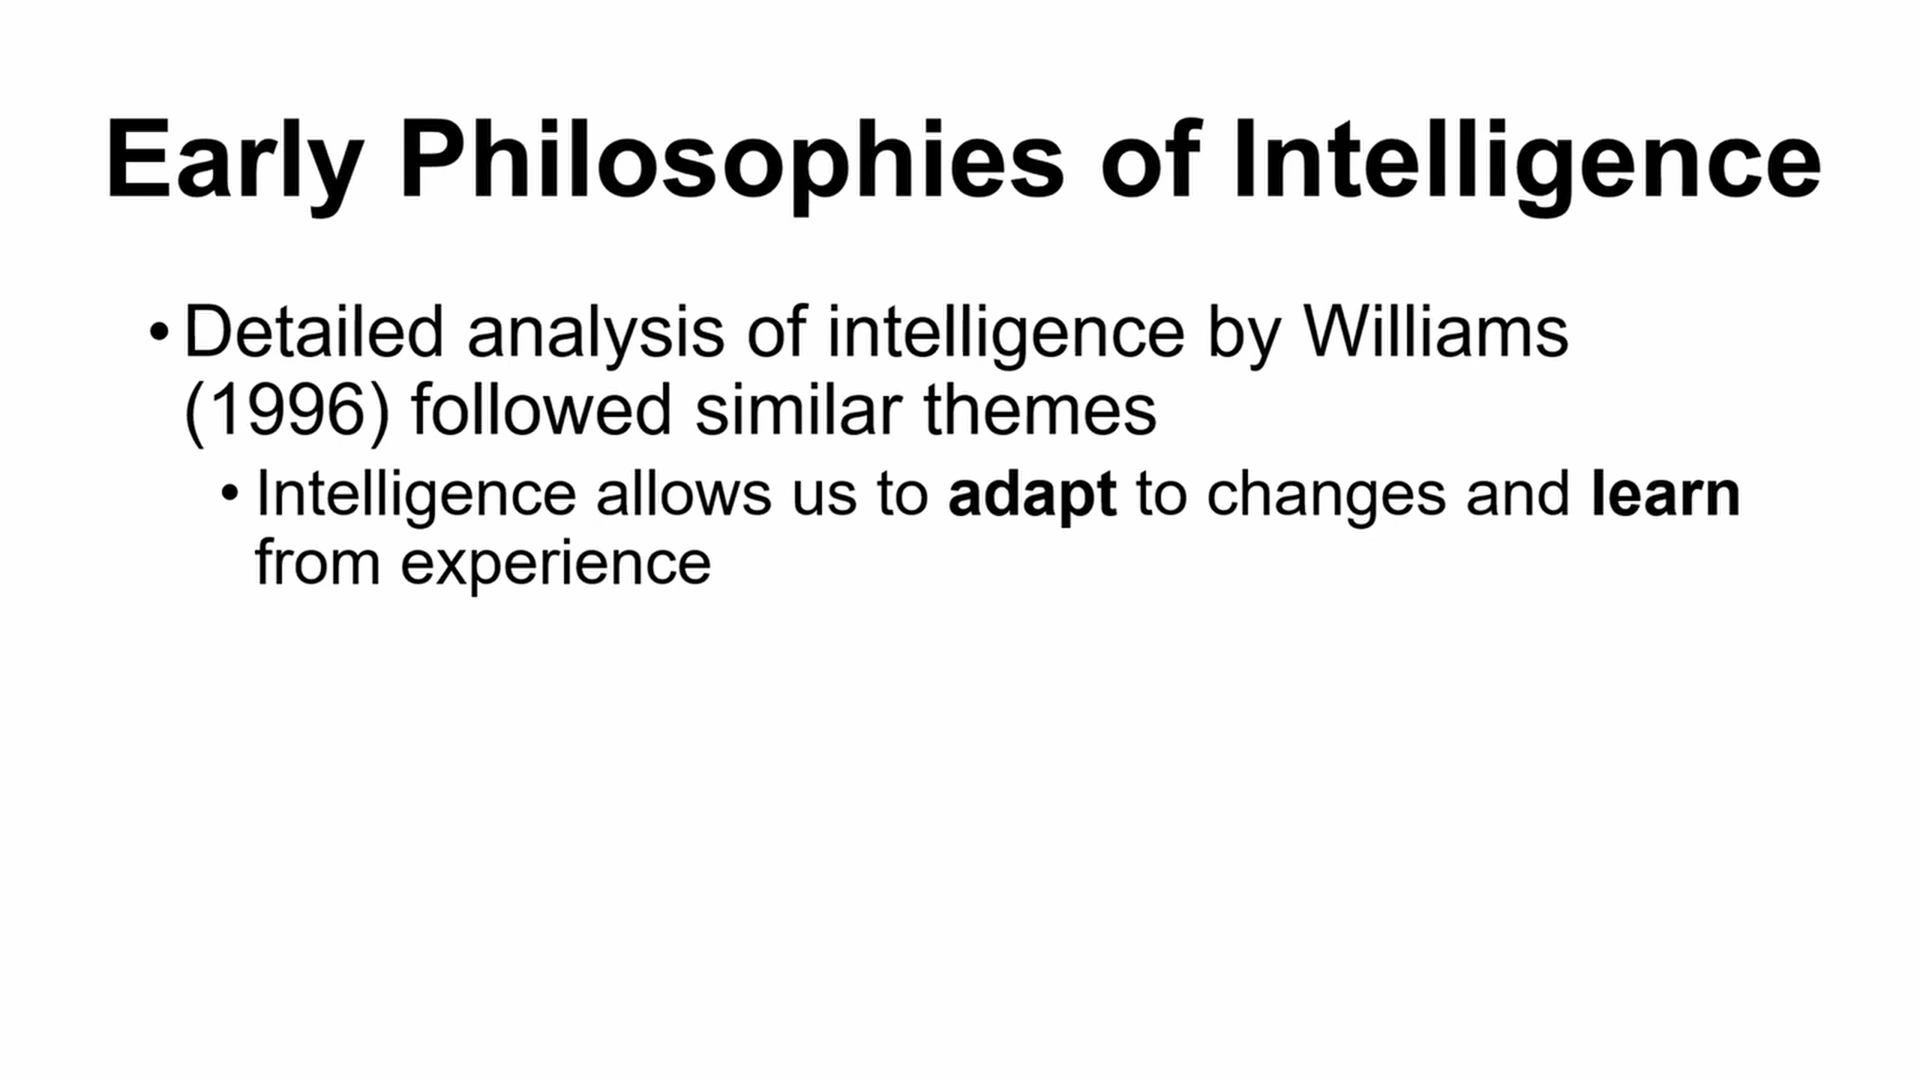 Early Philosophies of Intelligence
• Detailed analysis of intelligence by Williams
(1996) followed similar themes
• Intelligence allows us to adapt to changes and learn
from experience